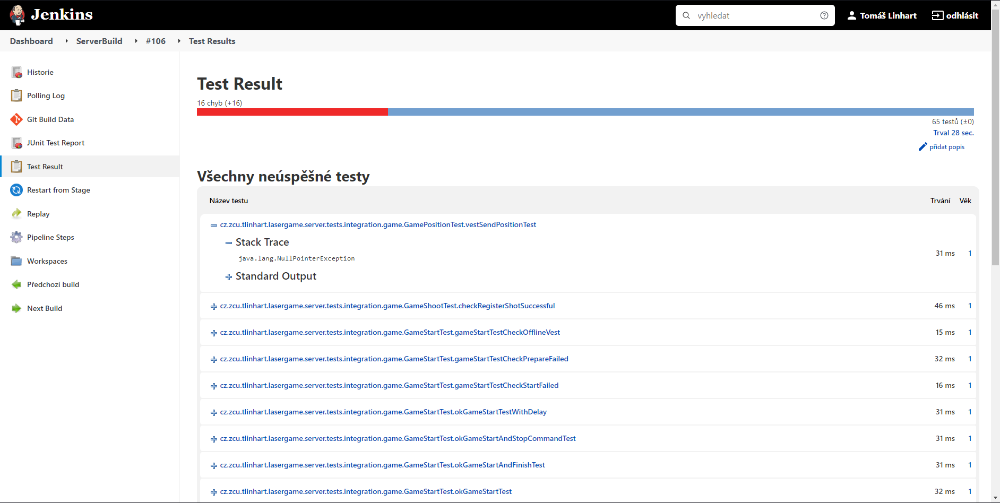 Jenkins
vyhledat
Tomáš Linhart
odhlásit
Dashboard ServerBuild #106 Test Results
Historie
Polling Log
Git Build Data
JUnit Test Report
Test Result
Restart from Stage
Replay
Pipeline Steps
Workspaces
Předchozí build
Next Build
Test Result
16 chyb (+16)
65 testů (±0)
Trval 28 sec.
přidat popis
Všechny neúspěšné testy
Název testu Trvání Věk
cz.zcu.tlinhart.lasergame.server.tests.integration.game.GamePositionTest.vestSendPositionTest
Stack Trace
java.lang.NullPointerException
31 ms 1
Standard Output
cz.zcu.tlinhart.lasergame.server.tests.integration.game.GameShootTest.checkRegisterShotSuccessful 46 ms 1
cz.zcu.tlinhart.lasergame.server.tests.integration.game.GameStartTest.gameStartTestCheckOfflineVest 15 ms 1
cz.zcu.tlinhart.lasergame.server.tests.integration.game.GameStartTest.gameStartTestCheckPrepareFailed 32 ms 1
cz.zcu.tlinhart.lasergame.server.tests.integration.game.GameStartTest.gameStartTestCheckStartFailed 16 ms 1
cz.zcu.tlinhart.lasergame.server.tests.integration.game.GameStartTest.okGameStartTestWithDelay 31 ms 1
cz.zcu.tlinhart.lasergame.server.tests.integration.game.GameStartTest.okGameStartAndStopCommandTest 31 ms 1
cz.zcu.tlinhart.lasergame.server.tests.integration.game.GameStartTest.okGameStartAndFinishTest 31 ms 1
cz.zcu.tlinhart.lasergame.server.tests.integration.game.GameStartTest.okGameStartTest 32 ms 1